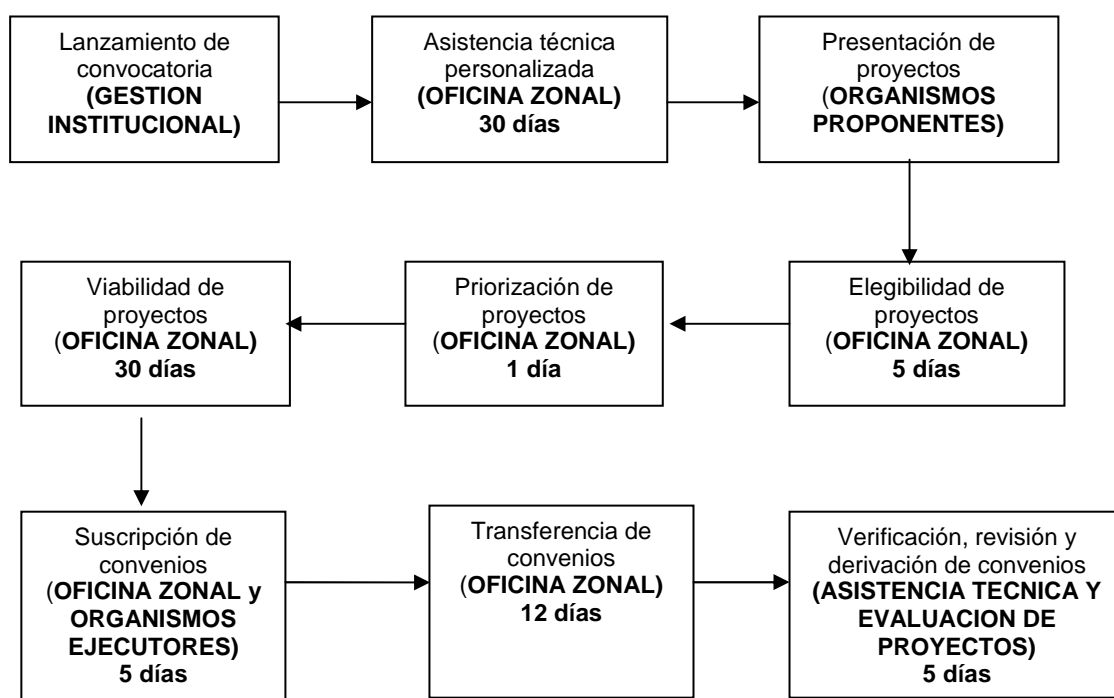 Lanzamiento de
convocatoria
(GESTION
INSTITUCIONAL)
Asistencia técnica
personalizada
(OFICINA ZONAL)
30 días
Presentación de
proyectos
(ORGANISMOS
PROPONENTES)
Elegibilidad de
proyectos
(OFICINA ZONAL)
5 días
Priorización de
proyectos
(OFICINA ZONAL)
1 día
Viabilidad de
proyectos
(OFICINA ZONAL)
30 días
Suscripción de
convenios
(OFICINA ZONAL y
ORGANISMOS
EJECUTORES)
5 días
Transferencia de
convenios
(OFICINA ZONAL)
12 días
Verificación, revisión y
derivación de convenios
(ASISTENCIA TECNICA Y
EVALUACION DE
PROYECTOS)
5 días